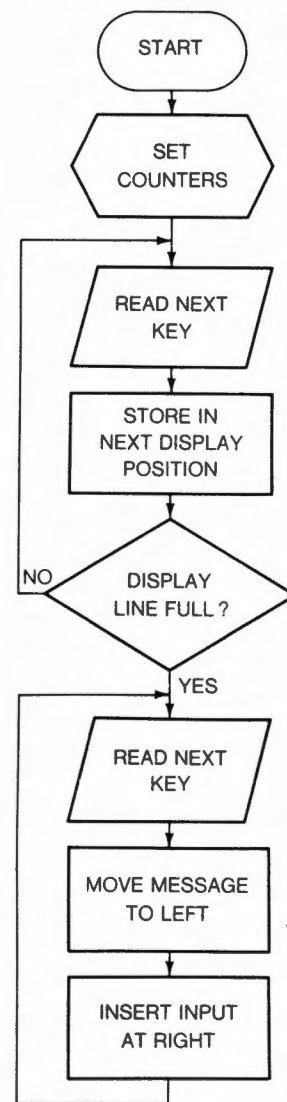 START
SET
COUNTERS
READ NEXT
KEY
STORE IN
NEXT DISPLAY
POSITION
DISPLAY
LINE FULL?
NO
YES
READ NEXT
KEY
MOVE MESSAGE
TO LEFT
INSERT INPUT
AT RIGHT